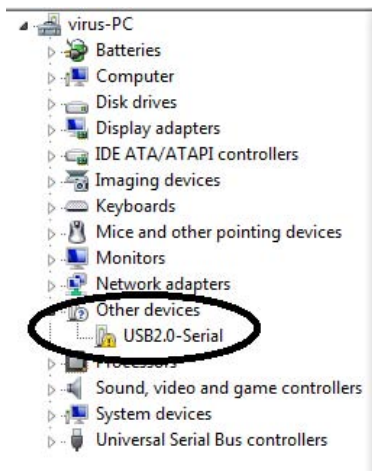 virus-PC
Batteries
Computer
Disk drives
Display adapters
IDE ATA/ATAPI controllers
Imaging devices
Keyboards
Mice and other pointing devices
Monitors
Network adapters
Other devices
USB2.0-Serial
Processors
Sound, video and game controllers
System devices
Universal Serial Bus controllers